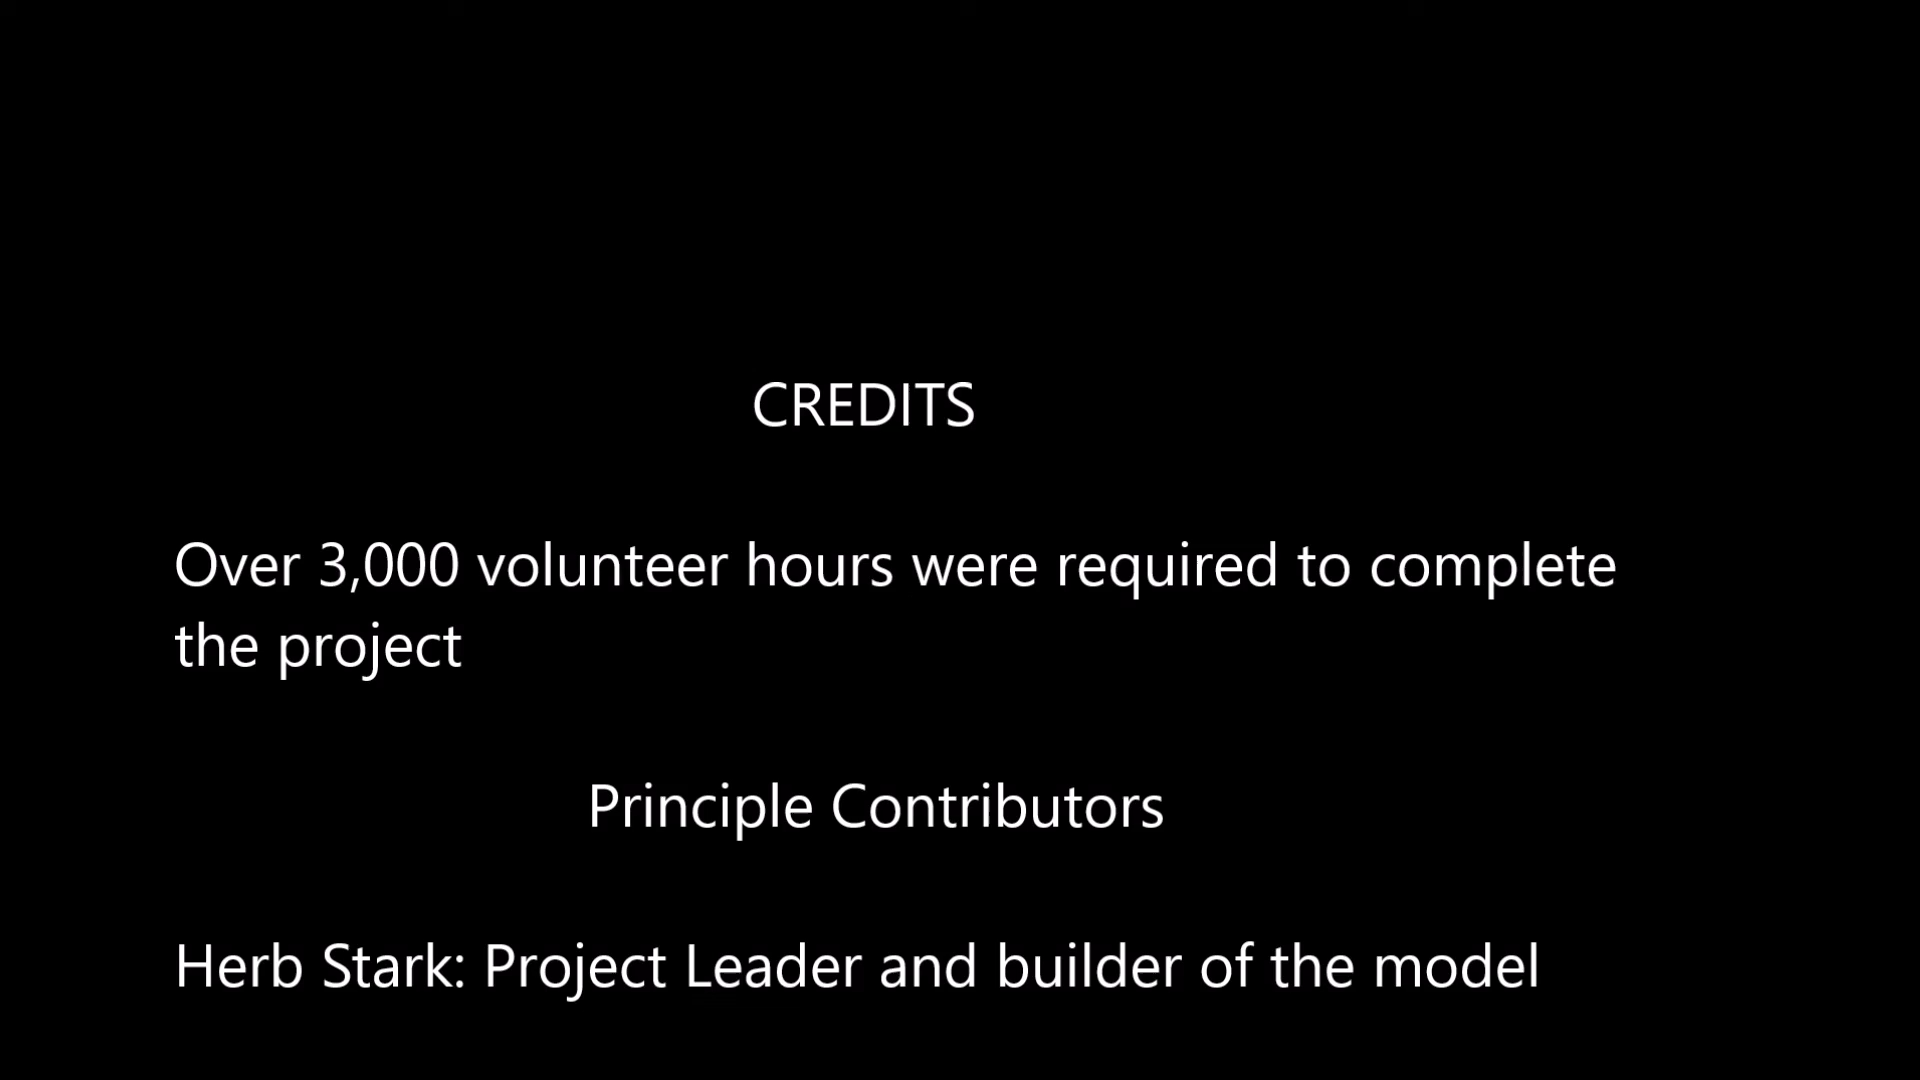 CREDITS
Over 3,000 volunteer hours were required to complete
the project
Principle Contributors
Herb Stark: Project Leader and builder of the model